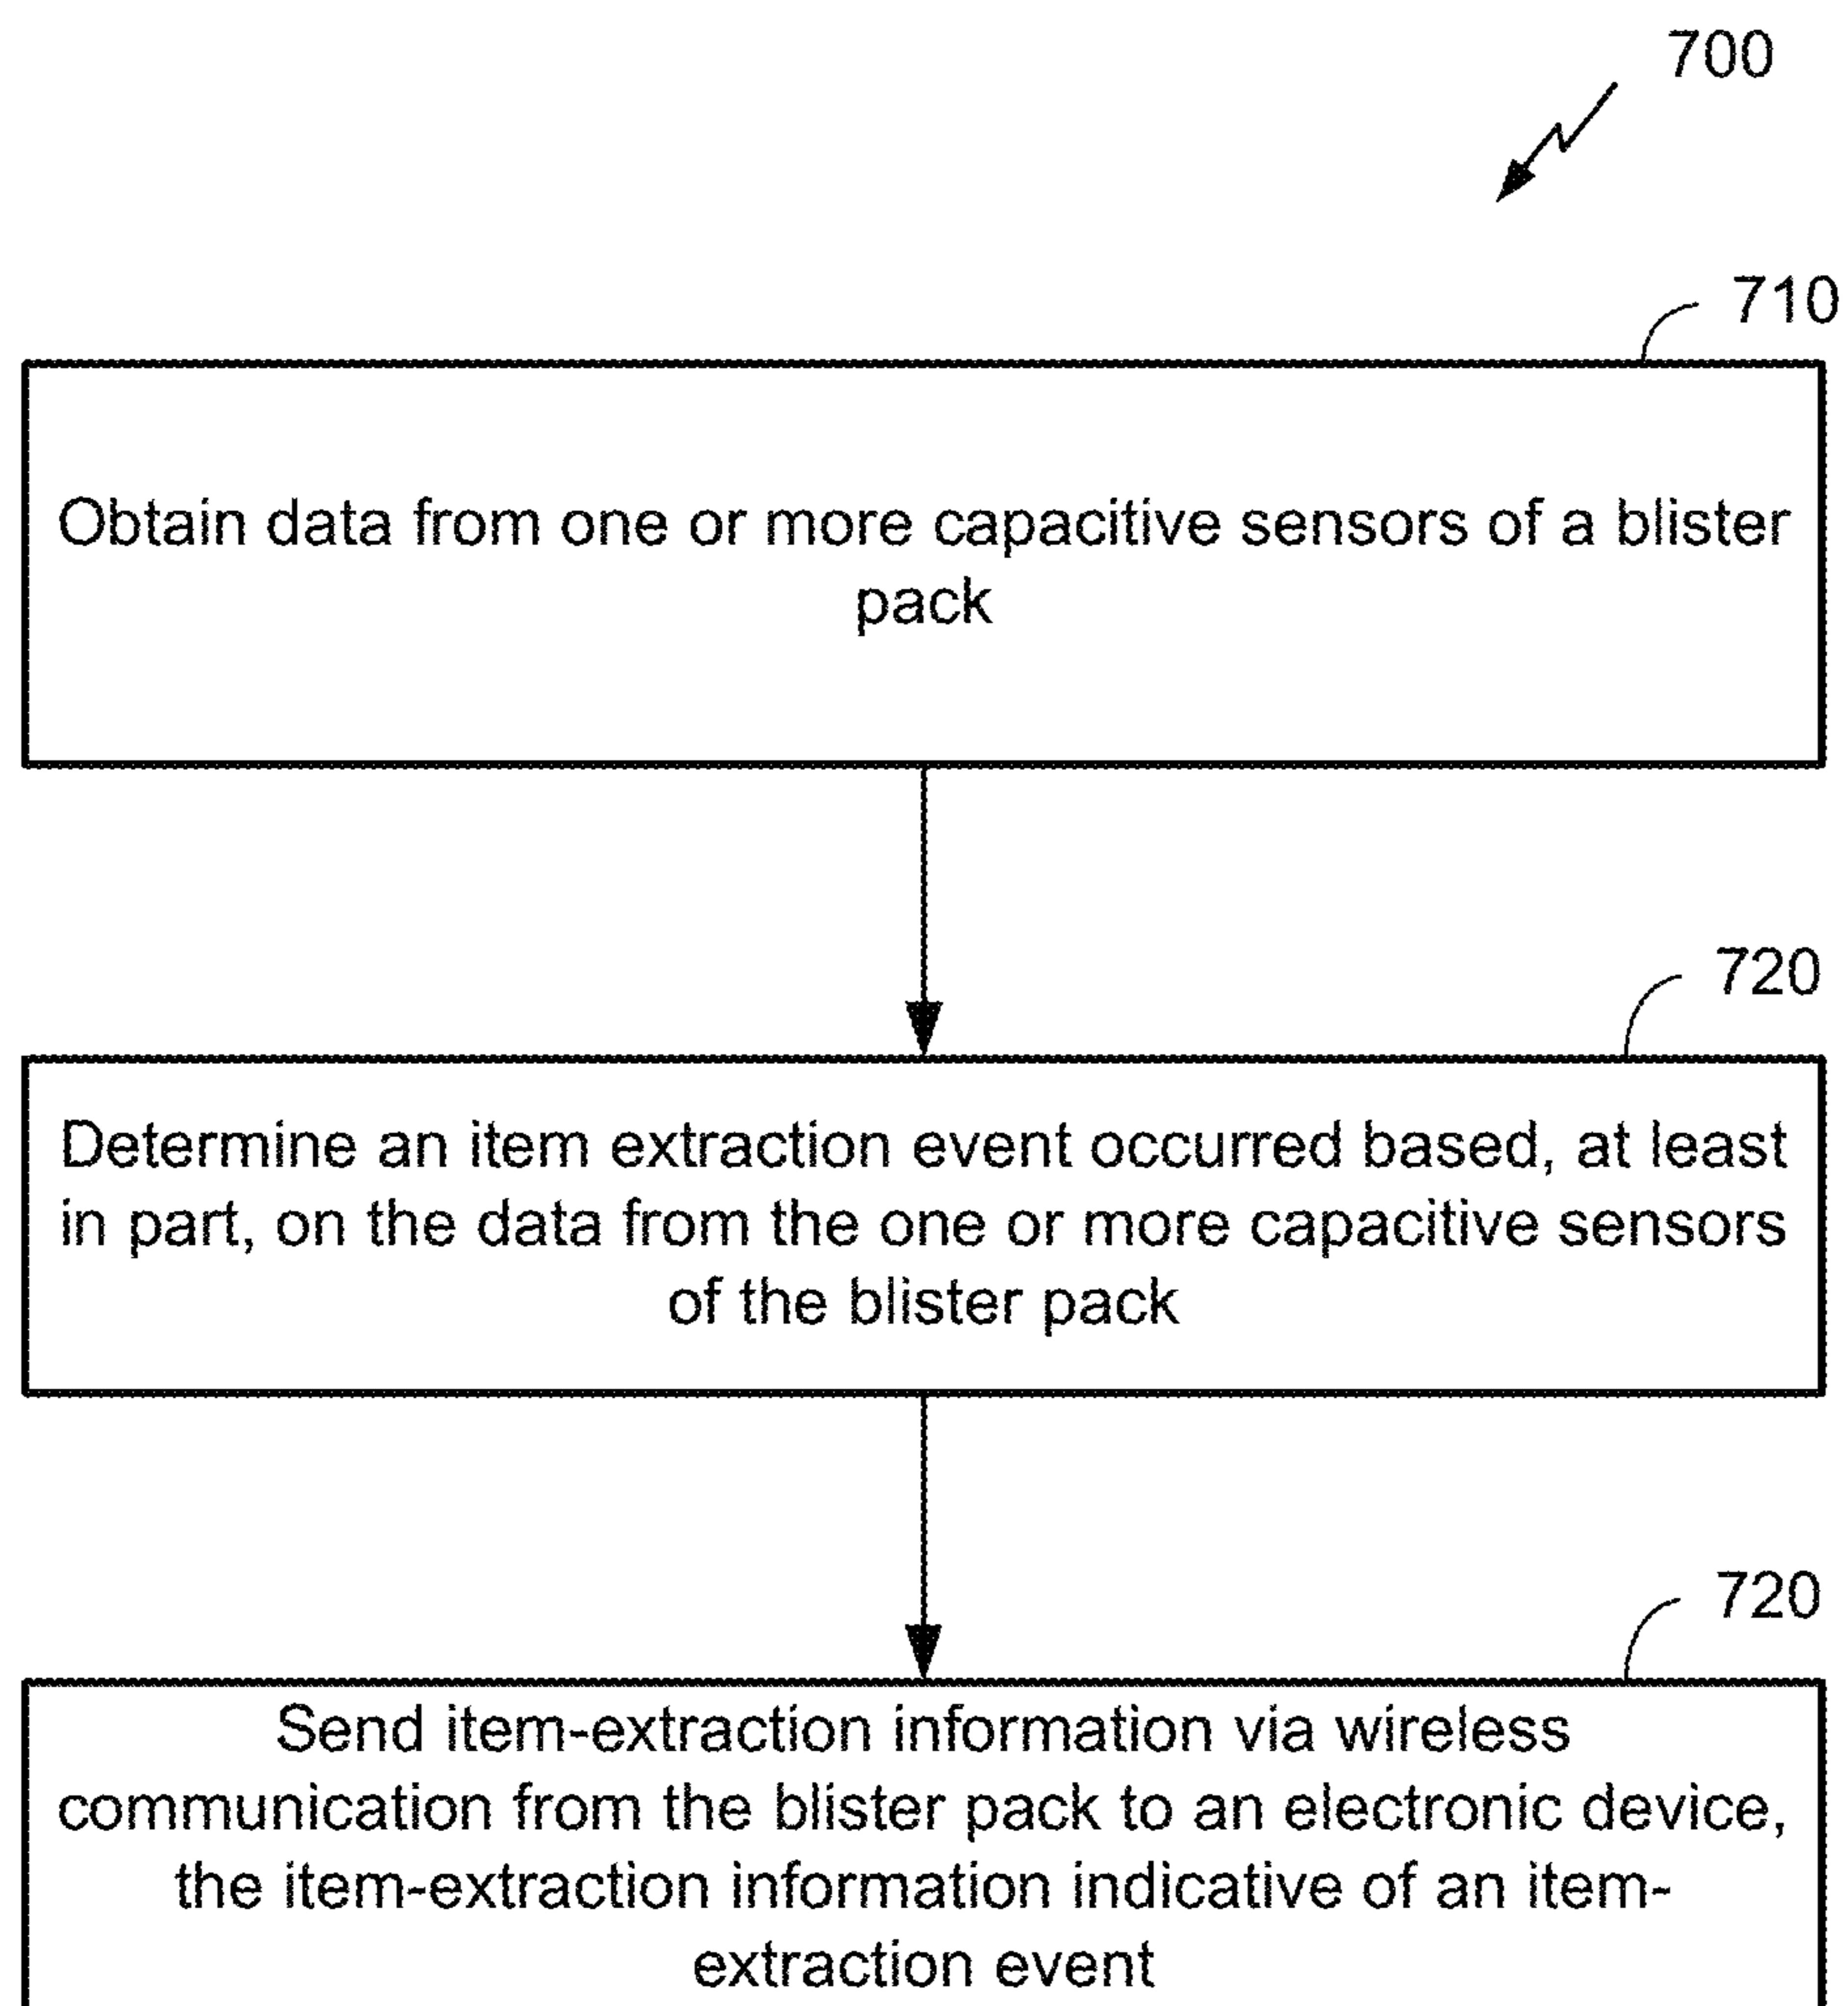 700
710
Obtain data from one or more capacitive sensors of a blister
pack
720
Determine an item extraction event occurred based, at least
in part, on the data from the one or more capacitive sensors
of the blister pack
720
Send item-extraction information via wireless
communication from the blister pack to an electronic device,
the item-extraction information indicative of an item-
extraction event